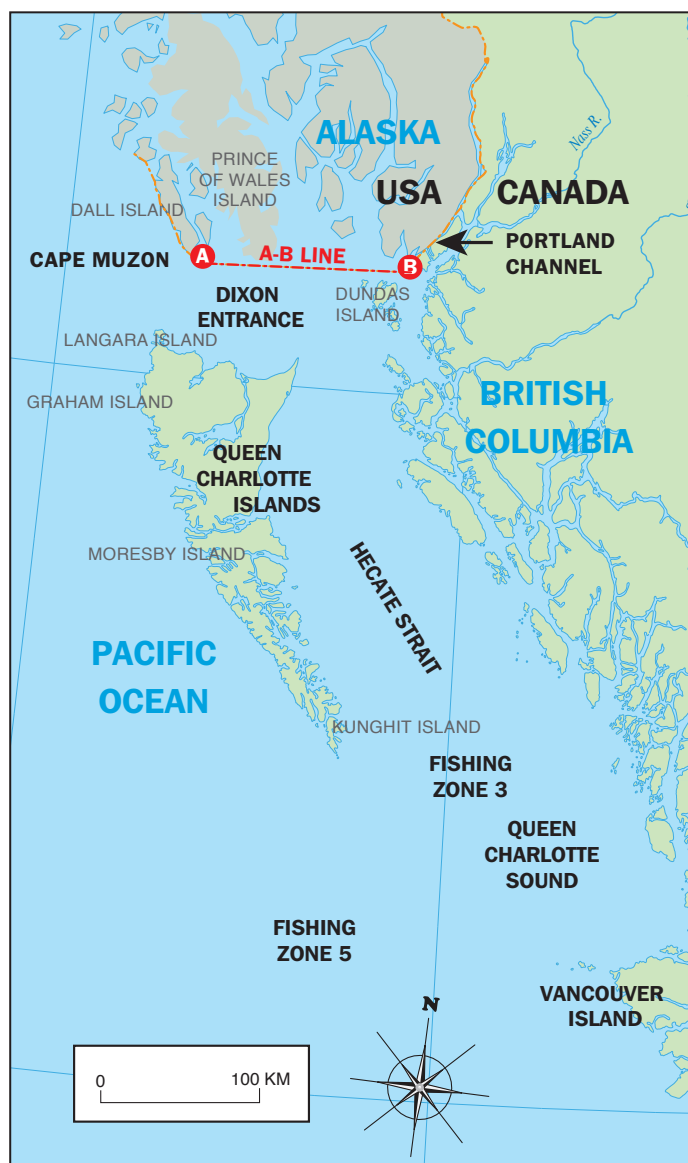 Nass R.
ALASKA
PRINCE
OF WALES
ISLAND
USA
CANADA
DALL ISLAND
PORTLAND
CHANNEL
CAPE MUZON
A
A-B LINE
B
DIXON
ENTRANCE
DUNDAS
ISLAND
LANGARA ISLAND
GRAHAM ISLAND
BRITISH
COLUMBIA
QUEEN
CHARLOTTE
ISLANDS
MORESBY ISLAND
HECATE STRAIT
PACIFIC
OCEAN
KUNGHIT ISLAND
FISHING
ZONE 3
QUEEN
CHARLOTTE
SOUND
FISHING
ZONE 5
VANCOUVER
ISLAND
N
0
100 KM